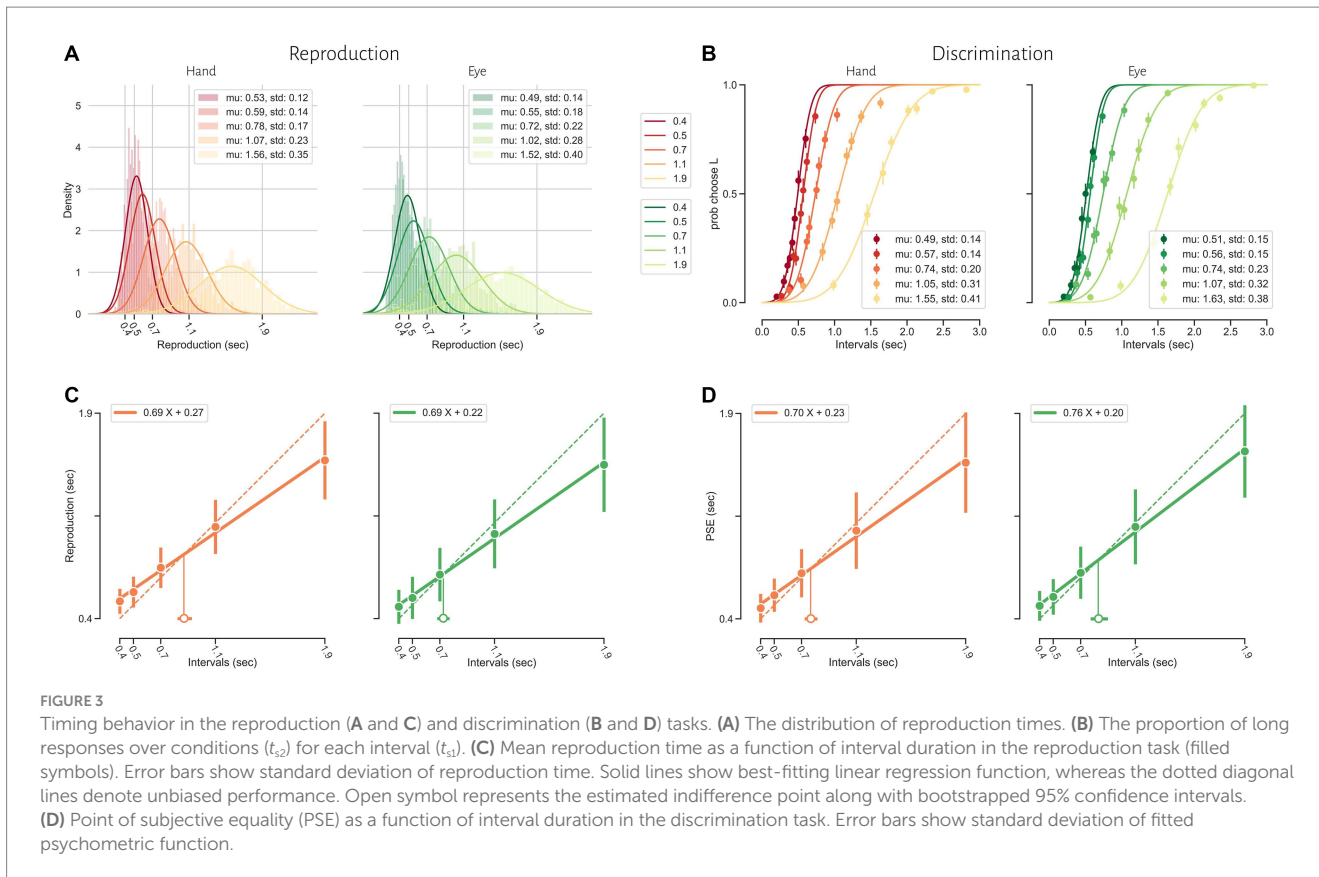 A
Reproduction
Hand
Eye
mu: 0.53, std: 0.12
mu: 0.59, std: 0.14
mu: 0.78, std: 0.17
mu: 1.07, std: 0.23
mu: 1.56, std: 0.35
mu: 0.49, std: 0.14
mu: 0.55, std: 0.18
mu: 0.72, std: 0.22
mu: 1.02, std: 0.28
mu: 1.52, std: 0.40
5
4
3
2
1
0
Density
0.4
0.5
0.7
1.1
1.9
Reproduction (sec)
0.4
0.5
0.7
1.1
1.9
Reproduction (sec)
0.4
0.5
0.7
1.1
1.9
0.4
0.5
0.7
1.1
1.9
B
Discrimination
Hand
Eye
1.0
0.5
0.0
prob choose L
mu: 0.49, std: 0.14
mu: 0.57, std: 0.14
mu: 0.74, std: 0.20
mu: 1.05, std: 0.31
mu: 1.55, std: 0.41
0.0 0.5 1.0 1.5 2.0 2.5 3.0
Intervals (sec)
mu: 0.51, std: 0.15
mu: 0.56, std: 0.15
mu: 0.74, std: 0.23
mu: 1.07, std: 0.32
mu: 1.63, std: 0.38
0.0 0.5 1.0 1.5 2.0 2.5 3.0
Intervals (sec)
C
0.69 X + 0.27
0.69 X + 0.22
1.9
0.4
Reproduction (sec)
0.4
0.5
0.7
1.1
1.9
Intervals (sec)
0.4
0.5
0.7
1.1
1.9
Intervals (sec)
D
0.70 X + 0.23
0.76 X + 0.20
1.9
0.4
PSE (sec)
0.4
0.5
0.7
1.1
1.9
Intervals (sec)
0.4
0.5
0.7
1.1
1.9
Intervals (sec)
FIGURE 3
Timing behavior in the reproduction (A and C) and discrimination (B and D) tasks. (A) The distribution of reproduction times. (B) The proportion of long
responses over conditions (ts2) for each interval (ts1). (C) Mean reproduction time as a function of interval duration in the reproduction task (filled
symbols). Error bars show standard deviation of reproduction time. Solid lines show best-fitting linear regression function, whereas the dotted diagonal
lines denote unbiased performance. Open symbol represents the estimated indifference point along with bootstrapped 95% confidence intervals.
(D) Point of subjective equality (PSE) as a function of interval duration in the discrimination task. Error bars show standard deviation of fitted
psychometric function.